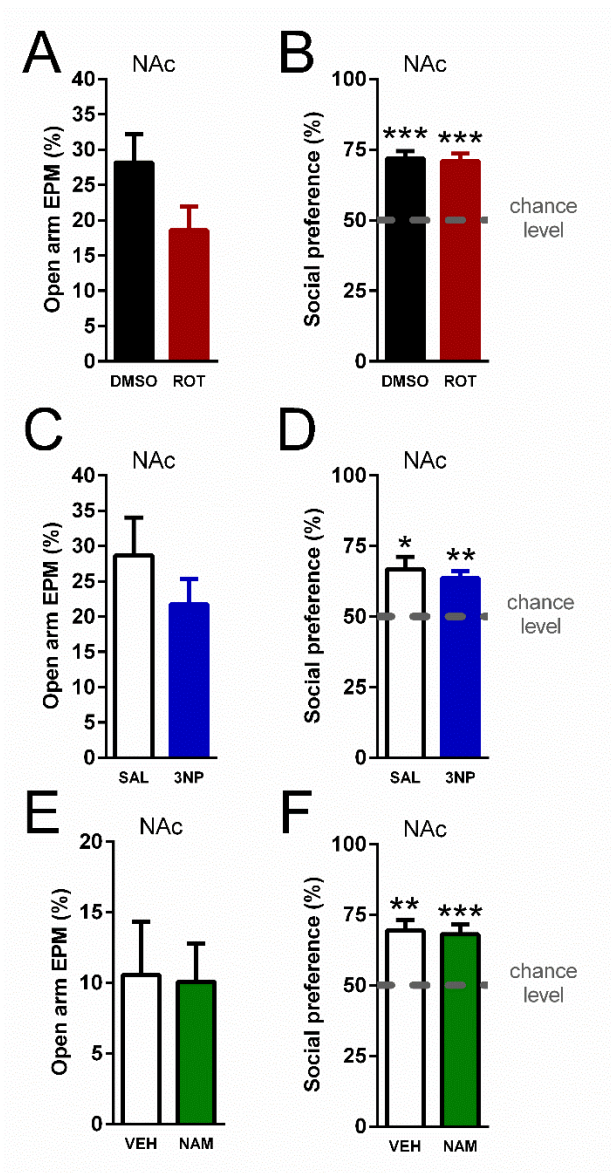 A
NAc
Open arm EPM (%)
40
35
30
25
20
15
10
5
0
DMSO ROT
B
NAc
Social preference (%)
100
75
50
25
0
*** ***
chance
level
DMSO ROT
C
NAc
Open arm EPM (%)
40
35
30
25
20
15
10
5
0
SAL 3NP
D
NAc
Social preference (%)
100
75
50
25
0
* **
chance
level
SAL 3NP
E
NAc
Open arm EPM (%)
20
15
10
5
0
VEH NAM
F
NAc
Social preference (%)
100
75
50
25
0
** ***
chance
level
VEH NAM